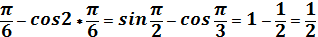 π/6 − cos2 * π/6 = sin π/2 − cos π/3 = 1 − 1/2 = 1/2